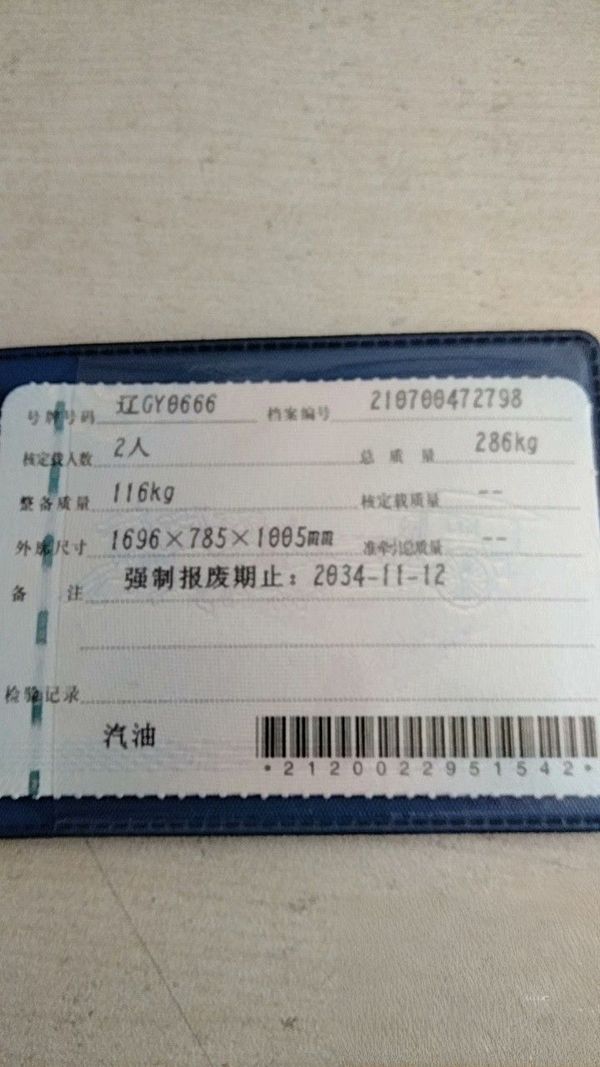 号牌号码 辽GY0666 档案编号 210700472798
核定载人数 2人 总质量 286kg
整备质量 116kg 核定载质量 --
外廓尺寸 1696×785×1005mm 准牵引总质量 --
备注 强制报废期止：2034-11-12
检验记录
汽油
*2120022951542*